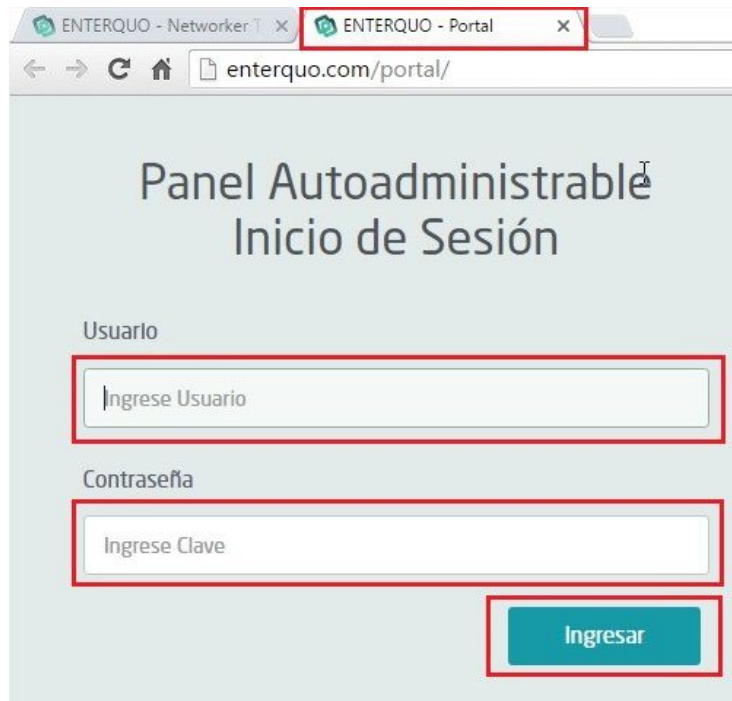 ENTERQUO - Networker T
ENTERQUO - Portal
enterquo.com/portal/
Panel Autoadministrable
Inicio de Sesión
Usuario
Ingrese Usuario
Contraseña
Ingrese Clave
Ingresar